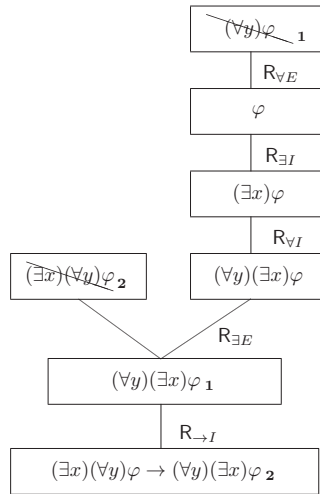 (∀y)φ 1
R∀E
φ
R∃I
(∃x)φ
R∀I
(∃x)(∀y)φ 2
(∀y)(∃x)φ
R∃E
(∀y)(∃x)φ 1
R→I
(∃x)(∀y)φ → (∀y)(∃x)φ 2